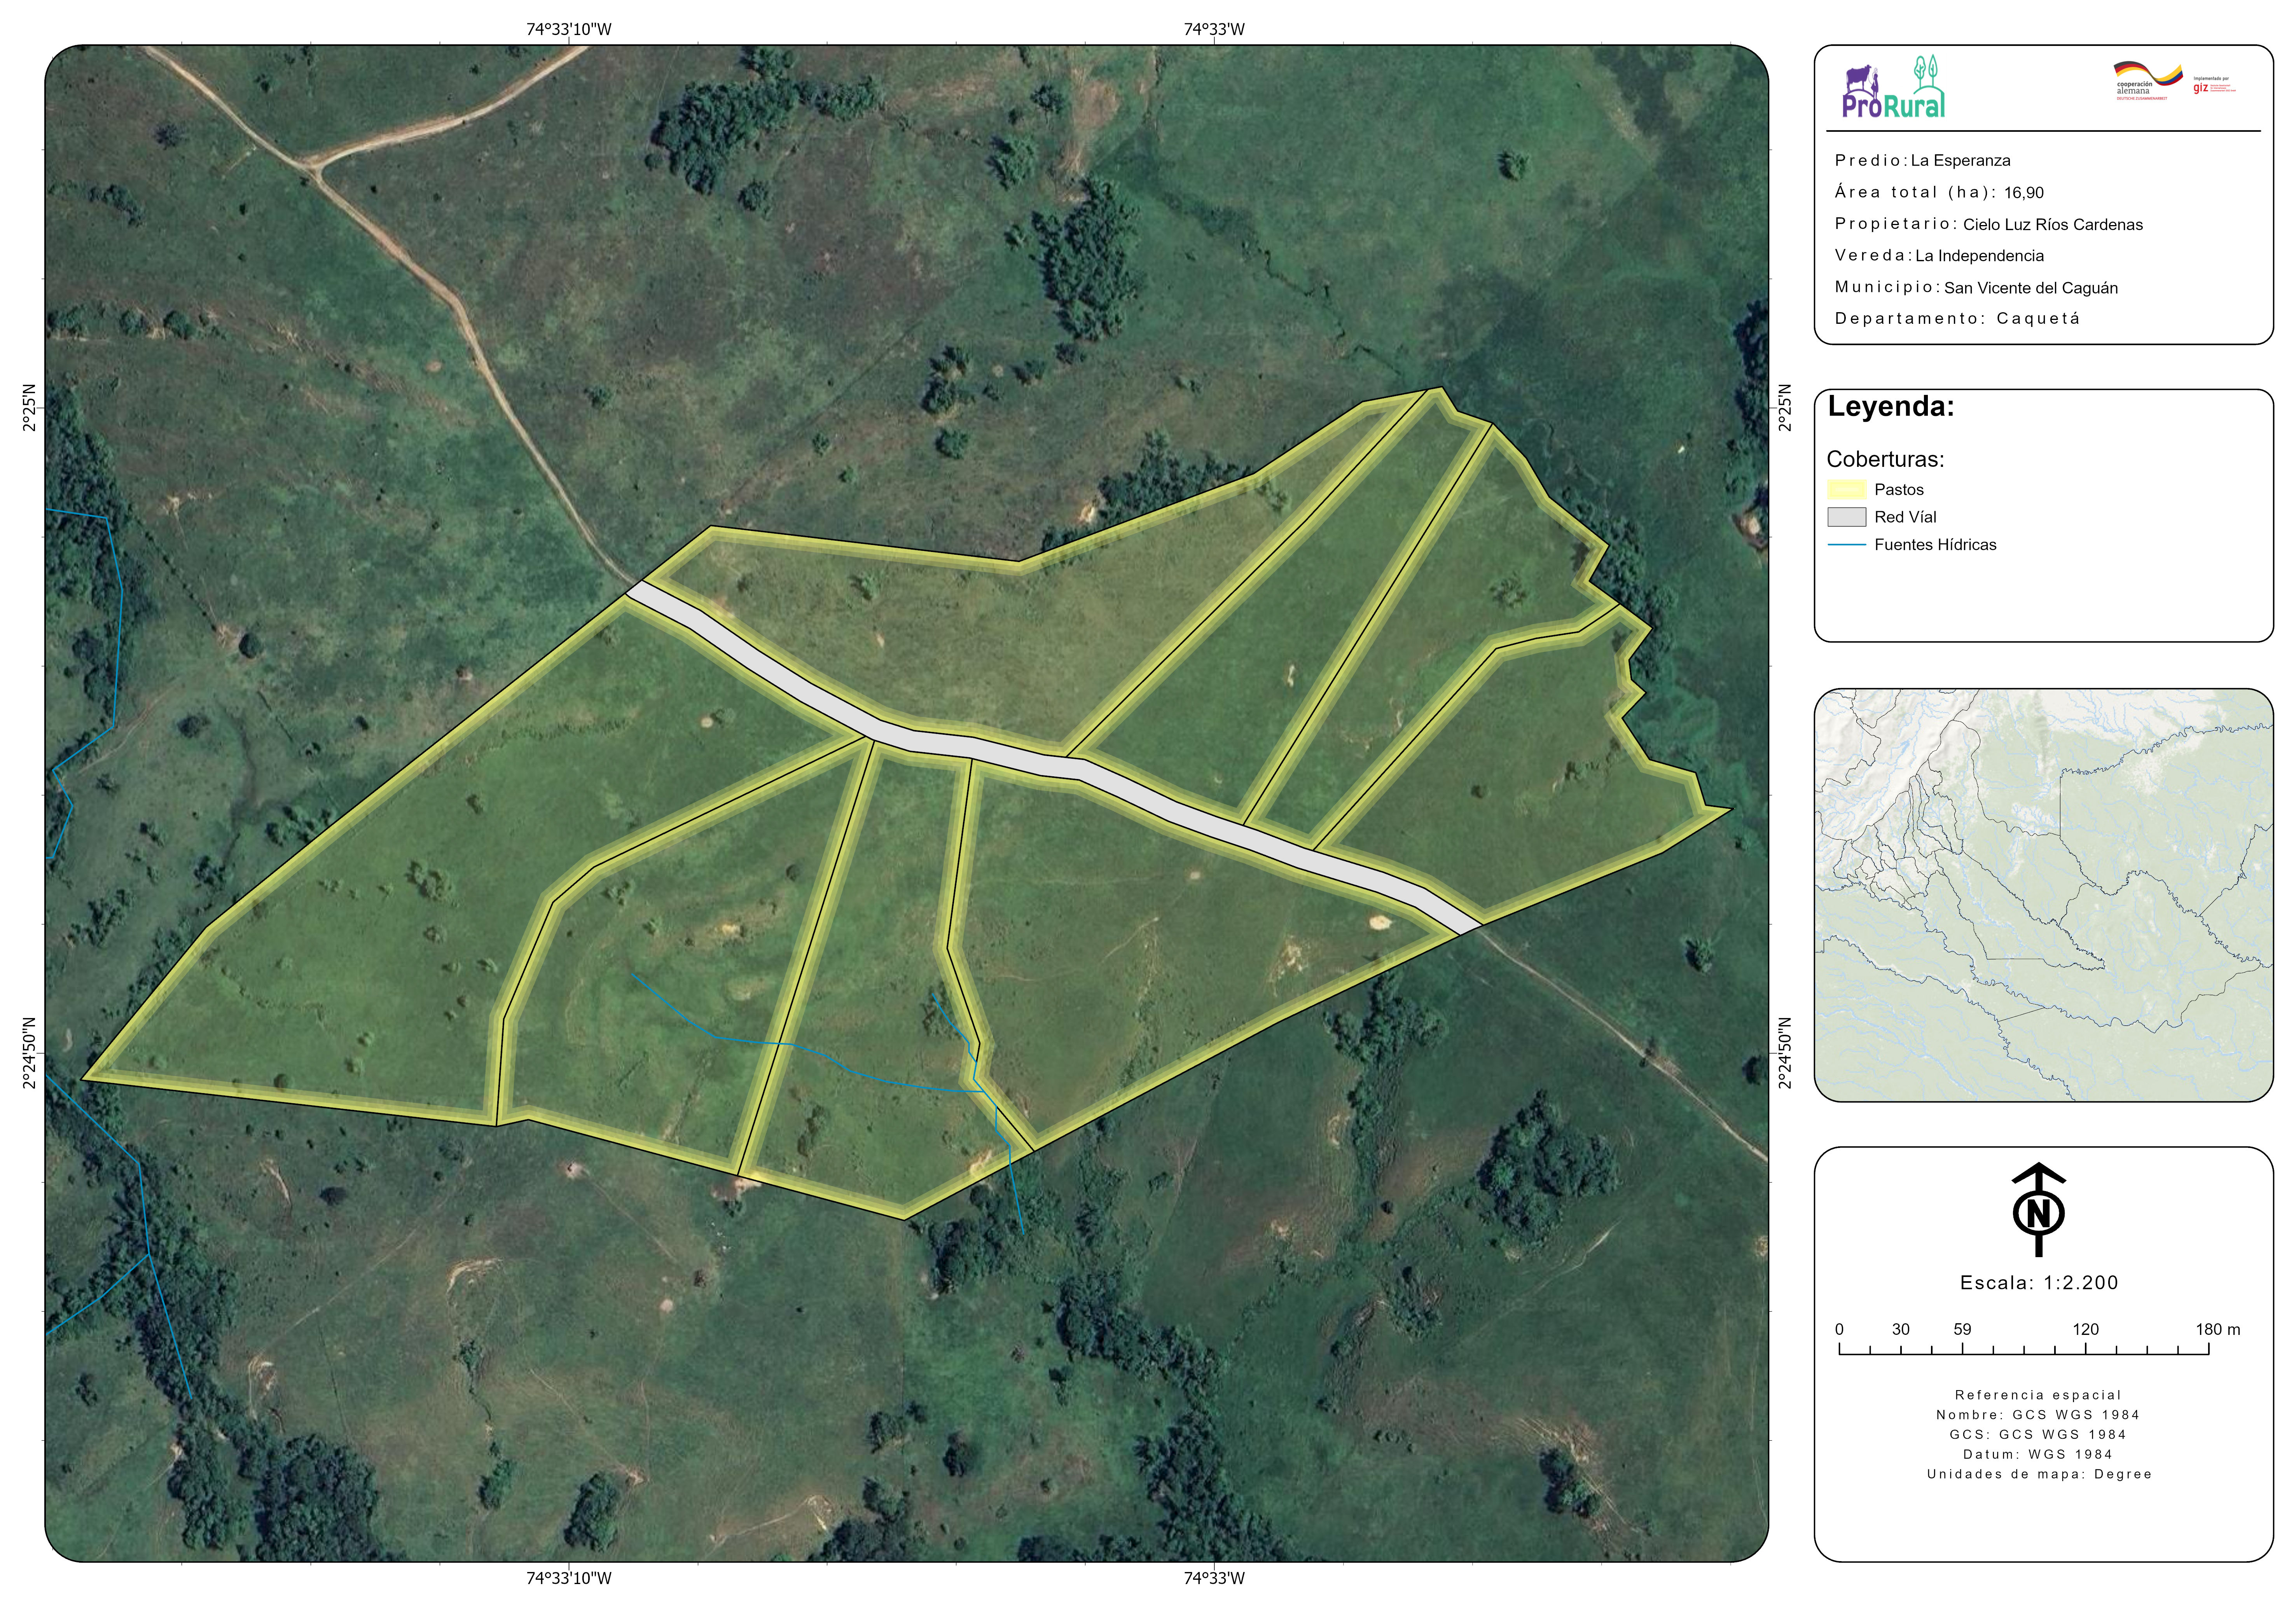 74°33'10"W
74°33'W
2°25'N
2°24'50"N
2°25'N
2°24'50"N
74°33'10"W
74°33'W
ProRural
cooperación
alemana
DEUTSCHE ZUSAMMENARBEIT
Implementada por
giz
Predio: La Esperanza
Área total (ha): 16,90
Propietario: Cielo Luz Ríos Cardenas
Vereda: La Independencia
Municipio: San Vicente del Caguán
Departamento: Caquetá
Leyenda:
Coberturas:
Pastos
Red Víal
Fuentes Hídricas
N
Escala: 1:2.200
0 30 59 120 180 m
Referencia espacial
Nombre: GCS WGS 1984
GCS: GCS WGS 1984
Datum: WGS 1984
Unidades de mapa: Degree